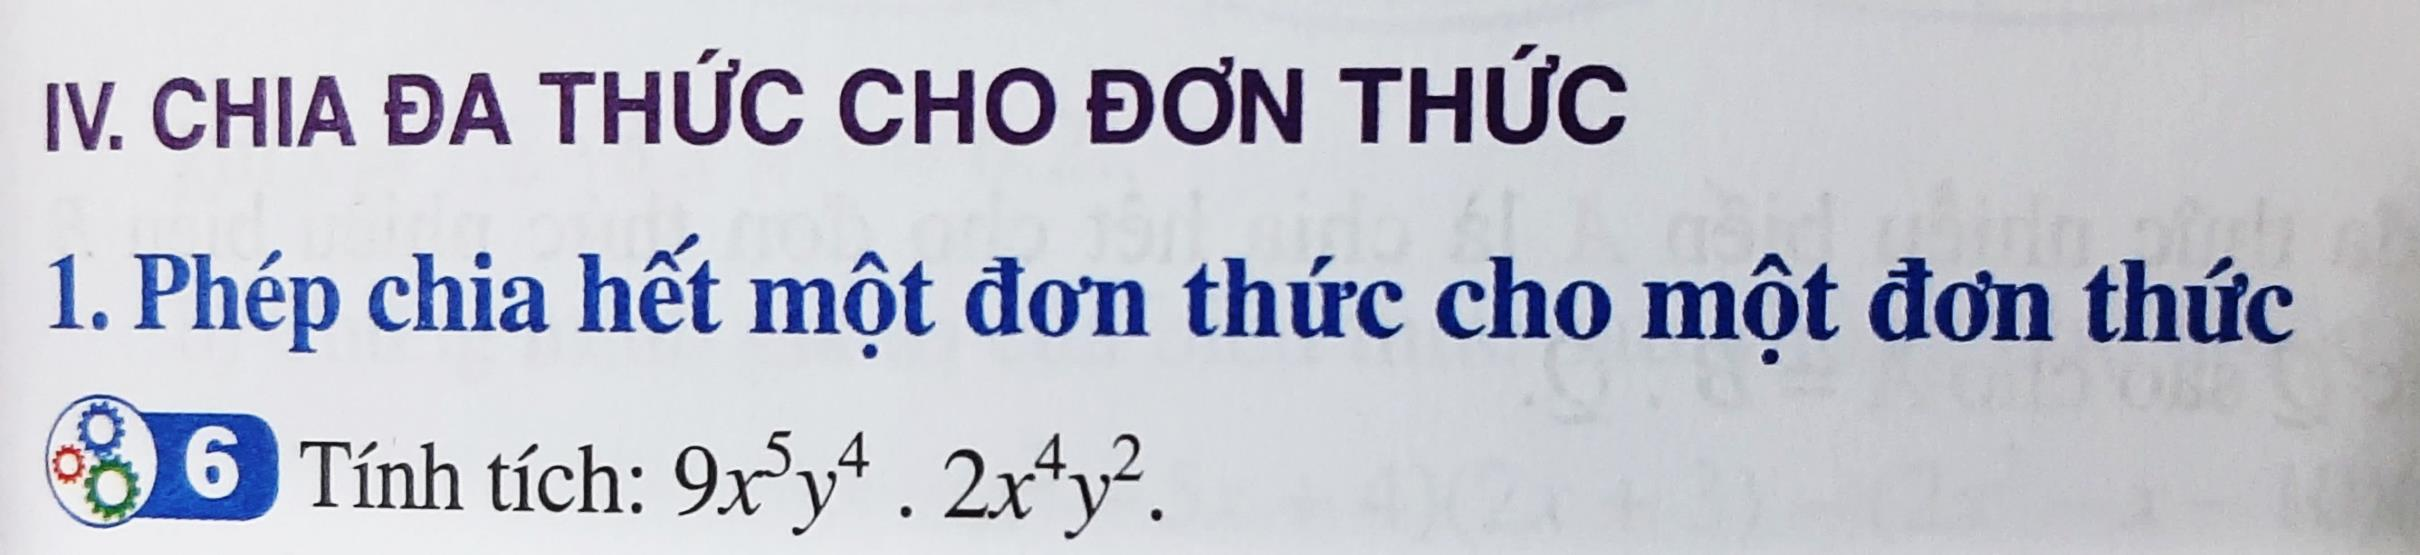 IV. CHIA ĐA THỨC CHO ĐƠN THỨC
1. Phép chia hết một đơn thức cho một đơn thức
6 Tính tích: 9x⁵y⁴ . 2x⁴y².